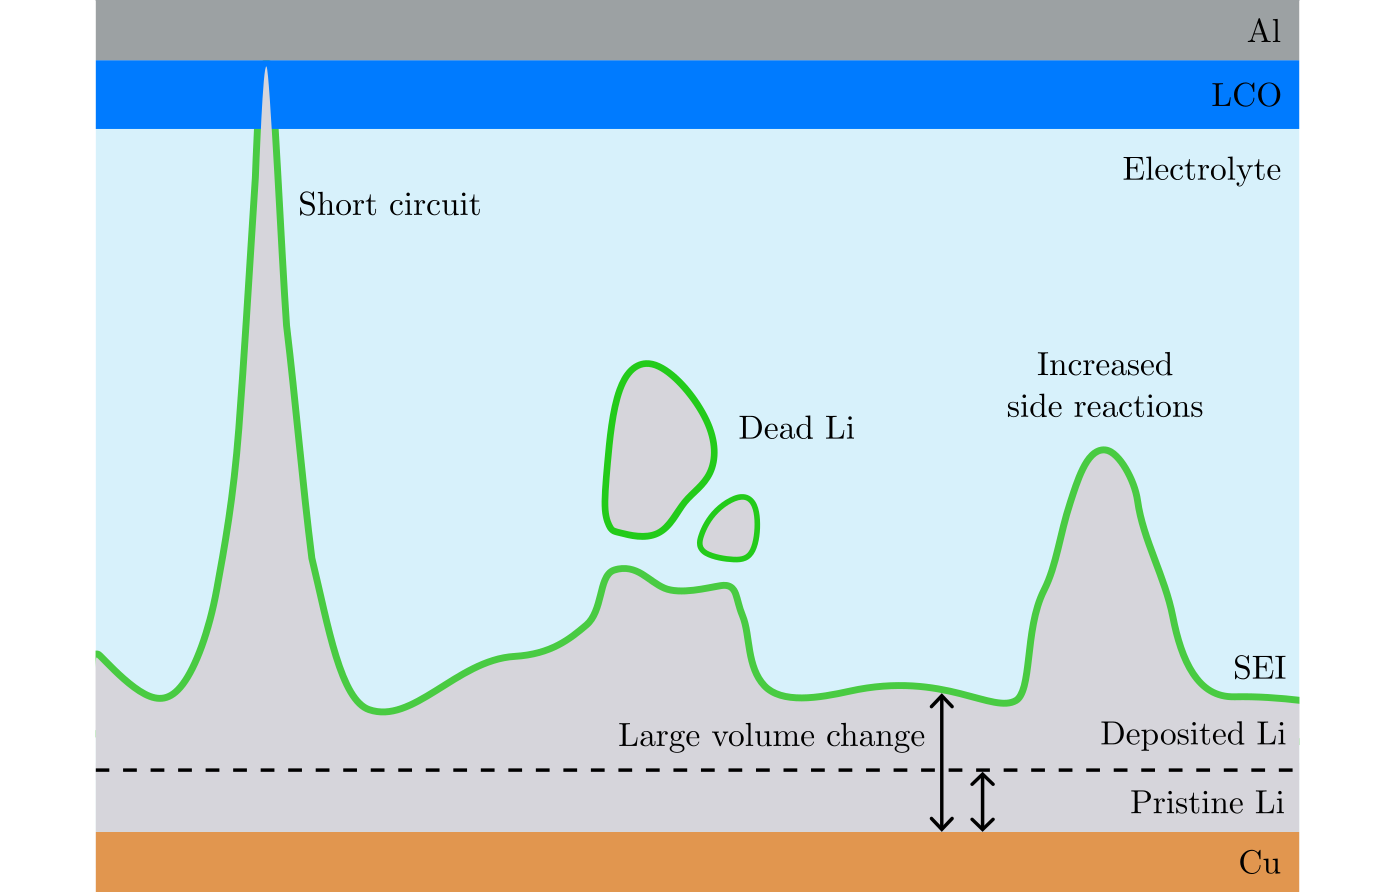 Al
LCO
Electrolyte
Short circuit
Increased
side reactions
Dead Li
SEI
Large volume change
Deposited Li
Pristine Li
Cu